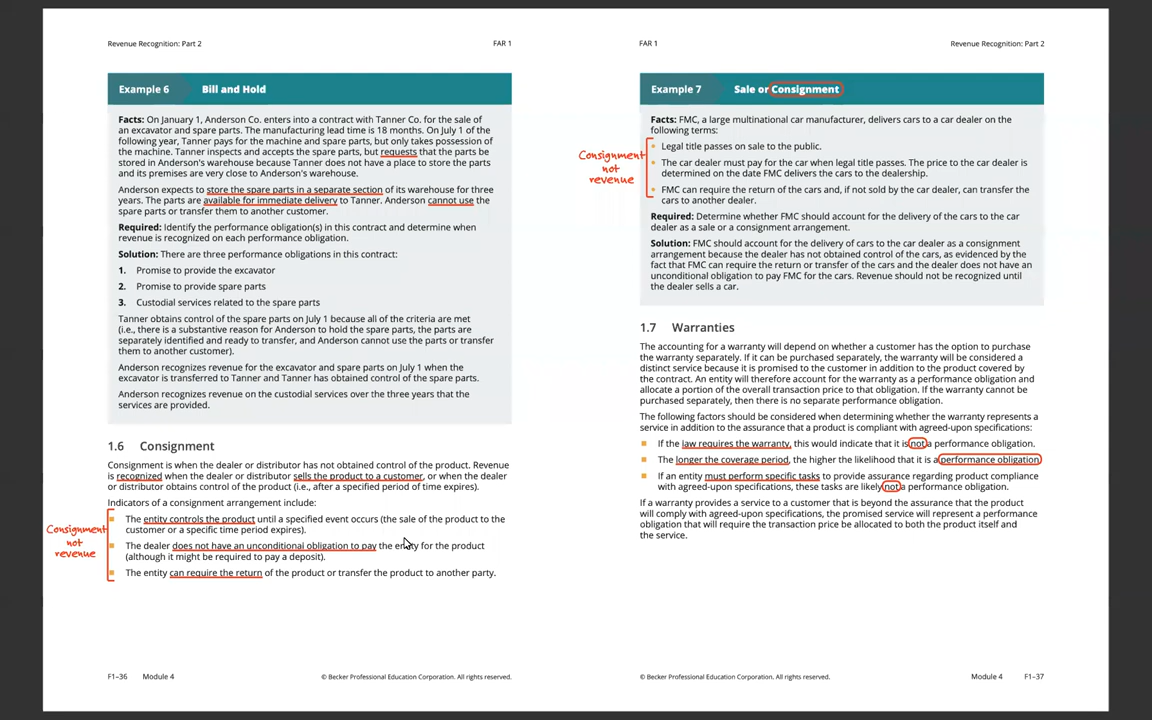 Revenue Recognition: Part 2
FAR 1
Example 6
Bill and Hold
Facts: On January 1, Anderson Co. enters into a contract with Tanner Co. for the sale of
an excavator and spare parts. The manufacturing lead time is 18 months. On July 1 of the
following year, Tanner pays for the machine and spare parts, but only takes possession of
the machine. Tanner inspects and accepts the spare parts, but requests that the parts be
stored in Anderson's warehouse because Tanner does not have a place to store the parts
and its premises are very close to Anderson's warehouse.
Anderson expects to store the spare parts in a separate section of its warehouse for three
years. The parts are available for immediate delivery to Tanner. Anderson cannot use the
spare parts or transfer them to another customer.
Required: Identify the performance obligation(s) in this contract and determine when
revenue is recognized on each performance obligation.
Solution: There are three performance obligations in this contract:
1. Promise to provide the excavator
2. Promise to provide spare parts
3. Custodial services related to the spare parts
Tanner obtains control of the spare parts on July 1 because all of the criteria are met
(i.e., there is a substantive reason for Anderson to hold the spare parts, the parts are
separately identified and ready to transfer, and Anderson cannot use the parts or transfer
them to another customer).
Anderson recognizes revenue for the excavator and spare parts on July 1 when the
excavator is transferred to Tanner and Tanner has obtained control of the spare parts.
Anderson recognizes revenue on the custodial services over the three years that the
services are provided.
1.6 Consignment
Consignment is when the dealer or distributor has not obtained control of the product. Revenue
is recognized when the dealer or distributor sells the product to a customer, or when the dealer
or distributor obtains control of the product (i.e., after a specified period of time expires).
Indicators of a consignment arrangement include:
Consignment
not
revenue
The entity controls the product until a specified event occurs (the sale of the product to the
customer or a specific time period expires).
The dealer does not have an unconditional obligation to pay the entity for the product
(although it might be required to pay a deposit).
The entity can require the return of the product or transfer the product to another party.
F1–36
Module 4
© Becker Professional Education Corporation. All rights reserved.
FAR 1
Revenue Recognition: Part 2
Example 7
Sale or Consignment
Facts: FMC, a large multinational car manufacturer, delivers cars to a car dealer on the
following terms:
Consignment
not
revenue
Legal title passes on sale to the public.
The car dealer must pay for the car when legal title passes. The price to the car dealer is
determined on the date FMC delivers the cars to the dealership.
FMC can require the return of the cars and, if not sold by the car dealer, can transfer the
cars to another dealer.
Required: Determine whether FMC should account for the delivery of the cars to the car
dealer as a sale or a consignment arrangement.
Solution: FMC should account for the delivery of cars to the car dealer as a consignment
arrangement because the dealer has not obtained control of the cars, as evidenced by the
fact that FMC can require the return or transfer of the cars and the dealer does not have an
unconditional obligation to pay FMC for the cars. Revenue should not be recognized until
the dealer sells a car.
1.7 Warranties
The accounting for a warranty will depend on whether a customer has the option to purchase
the warranty separately. If it can be purchased separately, the warranty will be considered a
distinct service because it is promised to the customer in addition to the product covered by
the contract. An entity will therefore account for the warranty as a performance obligation and
allocate a portion of the overall transaction price to that obligation. If the warranty cannot be
purchased separately, then there is no separate performance obligation.
The following factors should be considered when determining whether the warranty represents a
service in addition to the assurance that a product is compliant with agreed-upon specifications:
If the law requires the warranty, this would indicate that it is not a performance obligation.
The longer the coverage period, the higher the likelihood that it is a performance obligation.
If an entity must perform specific tasks to provide assurance regarding product compliance
with agreed-upon specifications, these tasks are likely not a performance obligation.
If a warranty provides a service to a customer that is beyond the assurance that the product
will comply with agreed-upon specifications, the promised service will represent a performance
obligation that will require the transaction price be allocated to both the product itself and
the service.
© Becker Professional Education Corporation. All rights reserved.
Module 4
F1–37